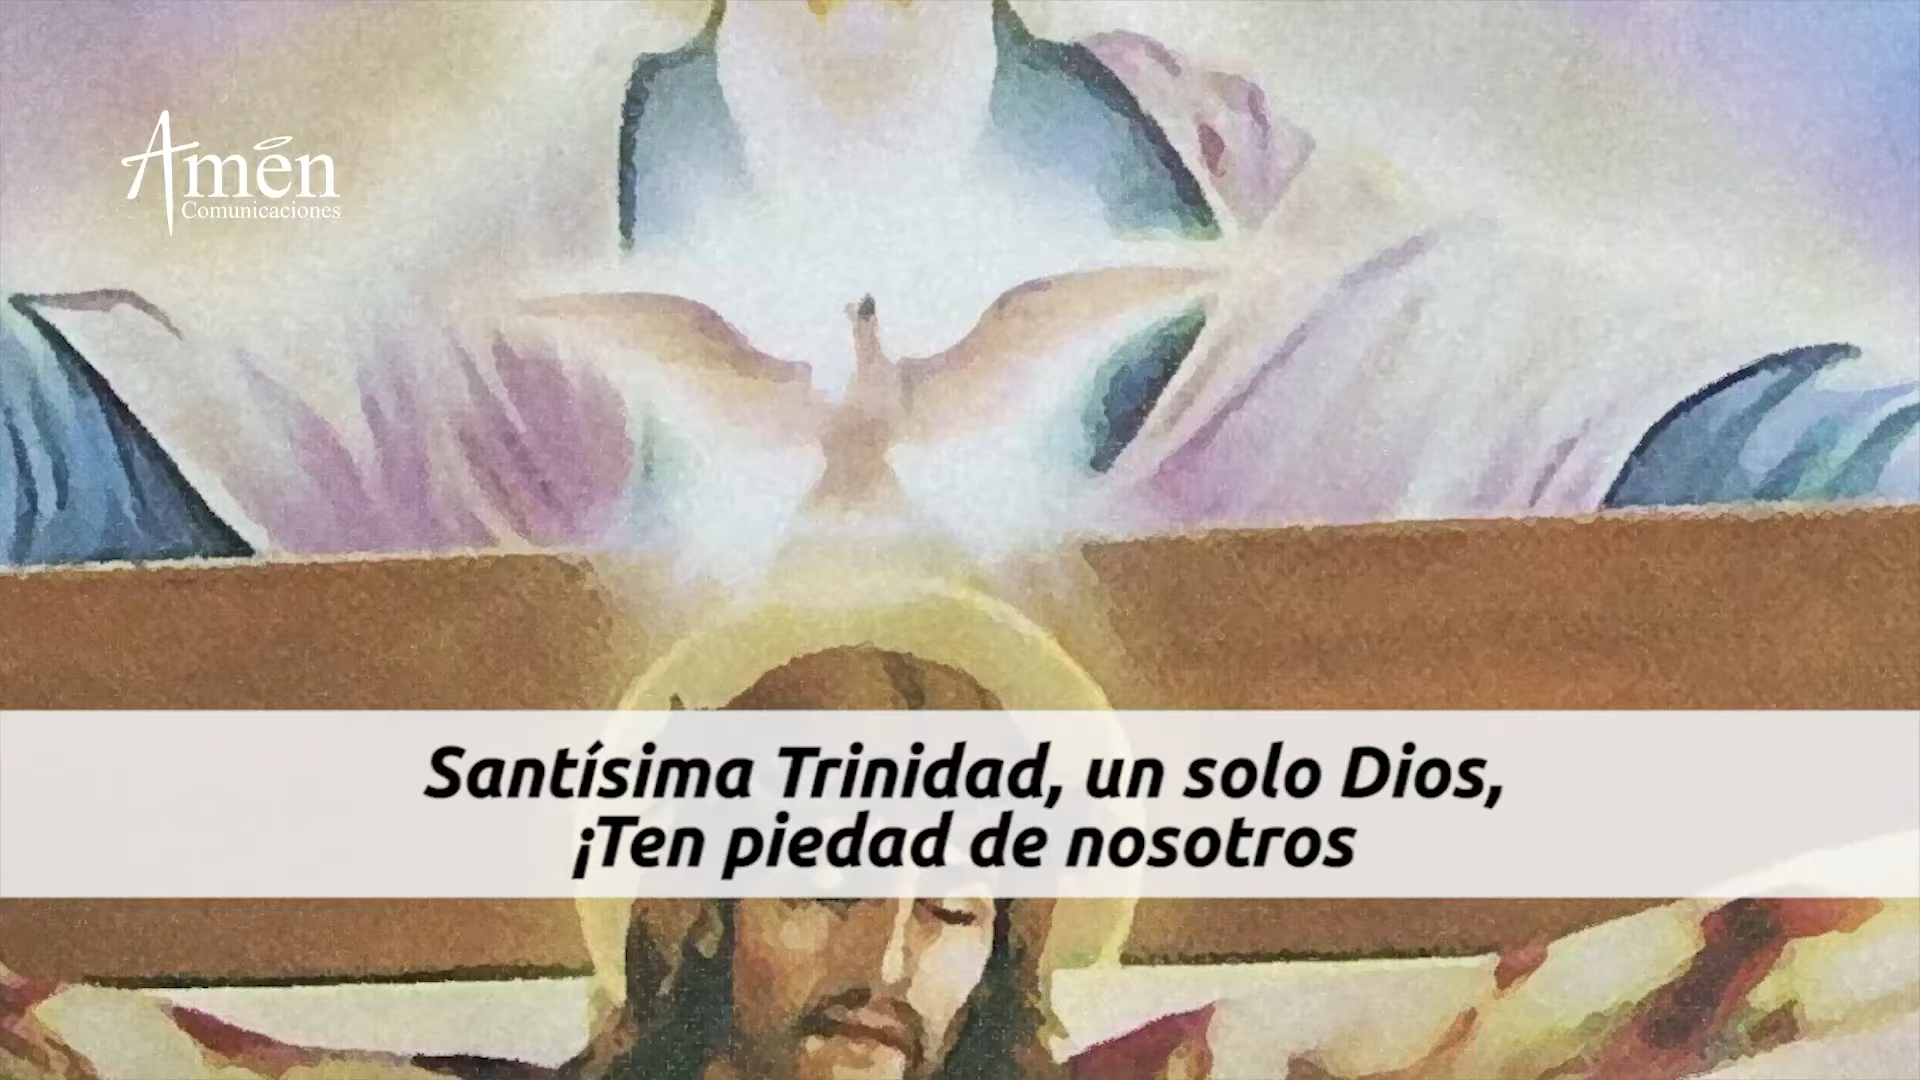 Amén
Comunicaciones
Santísima Trinidad, un solo Dios,
¡Ten piedad de nosotros